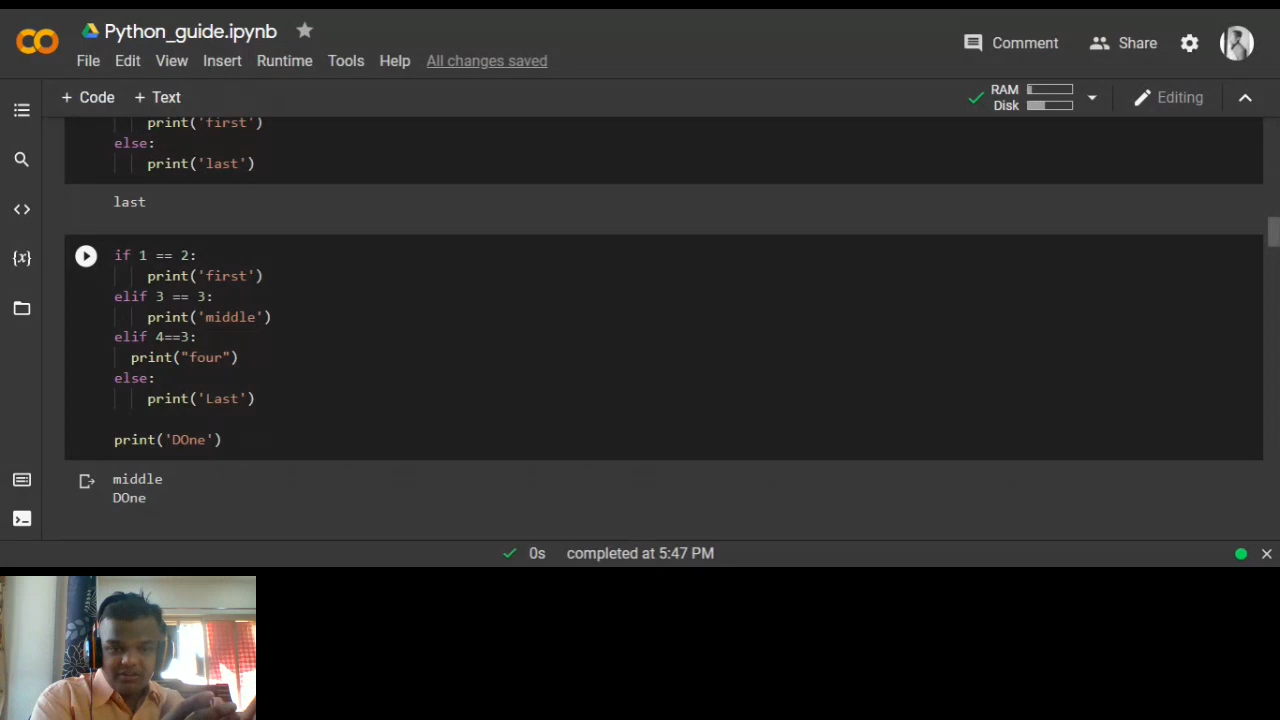 Python_guide.ipynb
File Edit View Insert Runtime Tools Help All changes saved
Comment Share
+ Code + Text
RAM
Disk
Editing
print('first')
else:
print('last')
last
if 1 == 2:
print('first')
elif 3 == 3:
print('middle')
elif 4==3:
print("four")
else:
print('Last')
print('DOne')
middle
DOne
0s completed at 5:47 PM